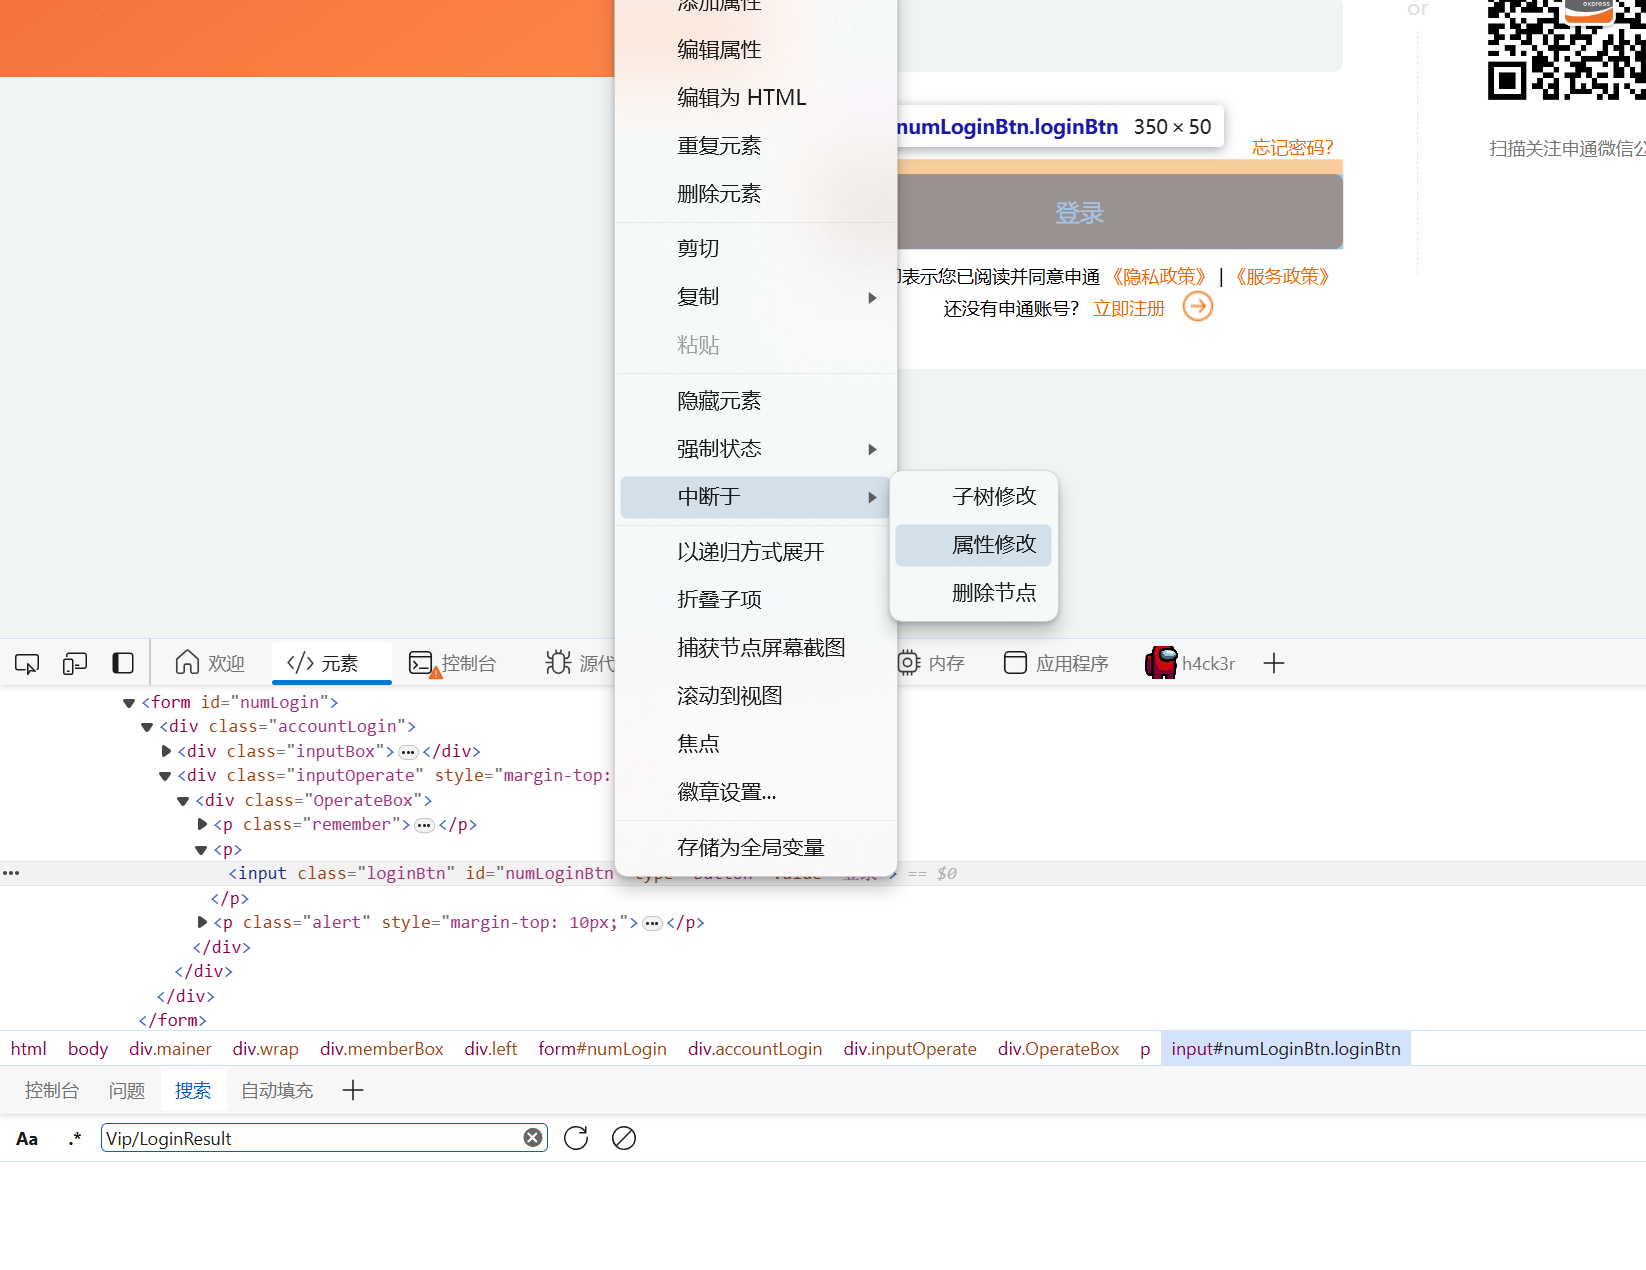 添加属性
编辑属性
编辑为 HTML
重复元素
删除元素
剪切
复制
粘贴
隐藏元素
强制状态
中断于
以递归方式展开
折叠子项
捕获节点屏幕截图
滚动到视图
焦点
徽章设置...
存储为全局变量
子树修改
属性修改
删除节点
or
express
numLoginBtn.loginBtn 350 × 50
忘记密码?
扫描关注申通微信公
登录
表示您已阅读并同意申通 《隐私政策》 | 《服务政策》
还没有申通账号? 立即注册
欢迎 </> 元素 控制台 源代 内存 应用程序 h4ck3r
<form id="numLogin">
<div class="accountLogin">
<div class="inputBox">…</div>
<div class="inputOperate" style="margin-top:
<div class="OperateBox">
<p class="remember">…</p>
<p>
<input class="loginBtn" id="numLoginBtn == $0
</p>
<p class="alert" style="margin-top: 10px;">…</p>
</div>
</div>
</div>
</form>
html body div.mainer div.wrap div.memberBox div.left form#numLogin div.accountLogin div.inputOperate div.OperateBox p input#numLoginBtn.loginBtn
控制台 问题 搜索 自动填充
Aa .* Vip/LoginResult